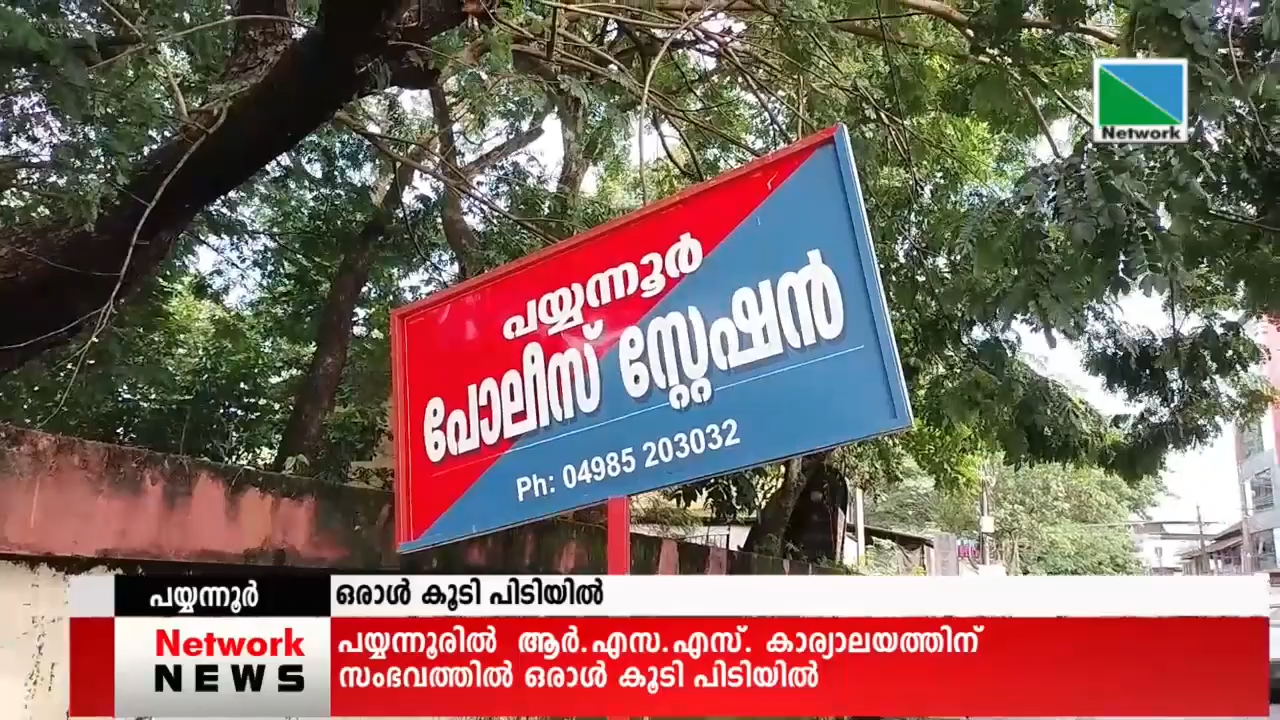 Network
പയ്യന്നൂർ
പോലീസ് സ്റ്റേഷൻ
Ph: 04985 203032
പയ്യന്നൂർ
ഒരാൾ കൂടി പിടിയിൽ
Network
NEWS
പയ്യന്നൂരിൽ ആർ.എസ.എസ്. കാര്യാലയത്തിന്
സംഭവത്തിൽ ഒരാൾ കൂടി പിടിയിൽ